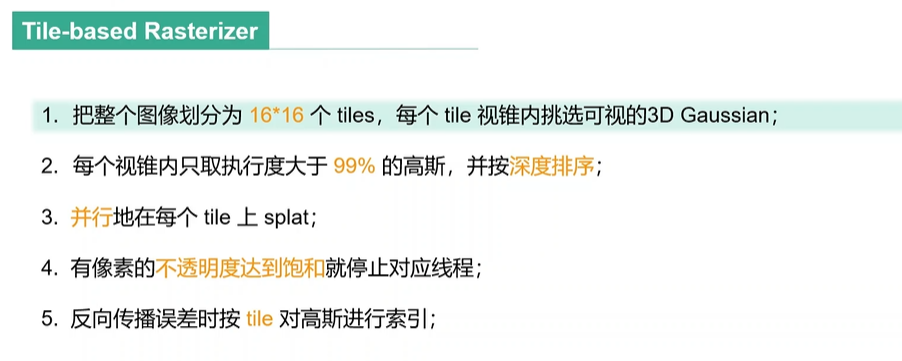 Tile-based Rasterizer
1. 把整个图像划分为 16*16 个 tiles，每个 tile 视锥内挑选可视的3D Gaussian；
2. 每个视锥内只取执行度大于 99% 的高斯，并按深度排序；
3. 并行地在每个 tile 上 splat；
4. 有像素的不透明度达到饱和就停止对应线程；
5. 反向传播误差时按 tile 对高斯进行索引；